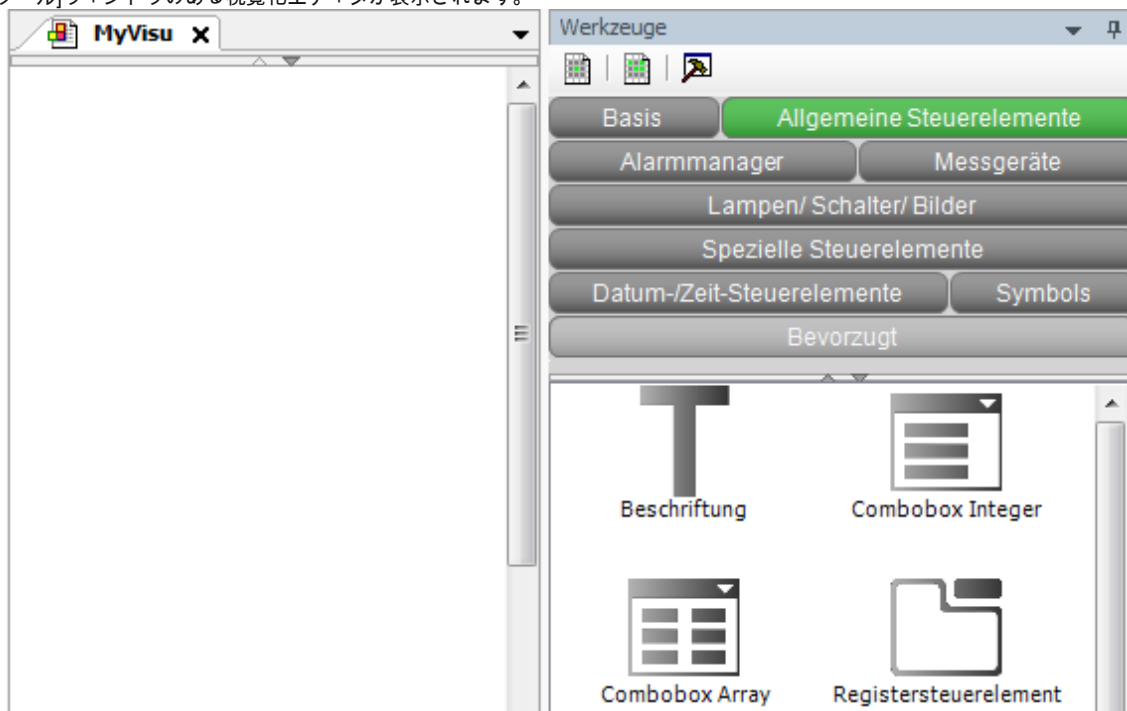 MyVisu
Werkzeuge
Basis
Allgemeine Steuerelemente
Alarmmanager
Messgeräte
Lampen/ Schalter/ Bilder
Spezielle Steuerelemente
Datum-/Zeit-Steuerelemente
Symbols
Bevorzugt
Beschriftung
Combobox Integer
Combobox Array
Registersteuerelement